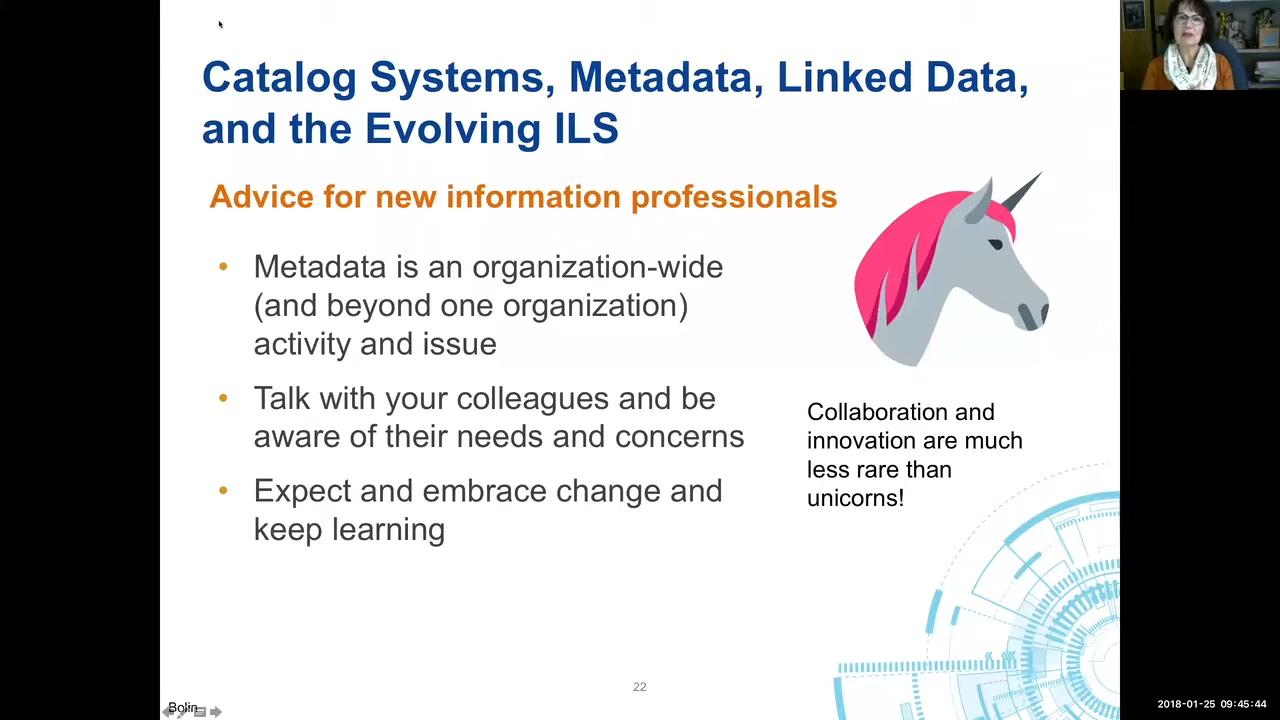 Catalog Systems, Metadata, Linked Data,
and the Evolving ILS
Advice for new information professionals
• Metadata is an organization-wide
(and beyond one organization)
activity and issue
• Talk with your colleagues and be
aware of their needs and concerns
• Expect and embrace change and
keep learning
Collaboration and
innovation are much
less rare than
unicorns!
22
Bolin
2018-01-25 09:45:44